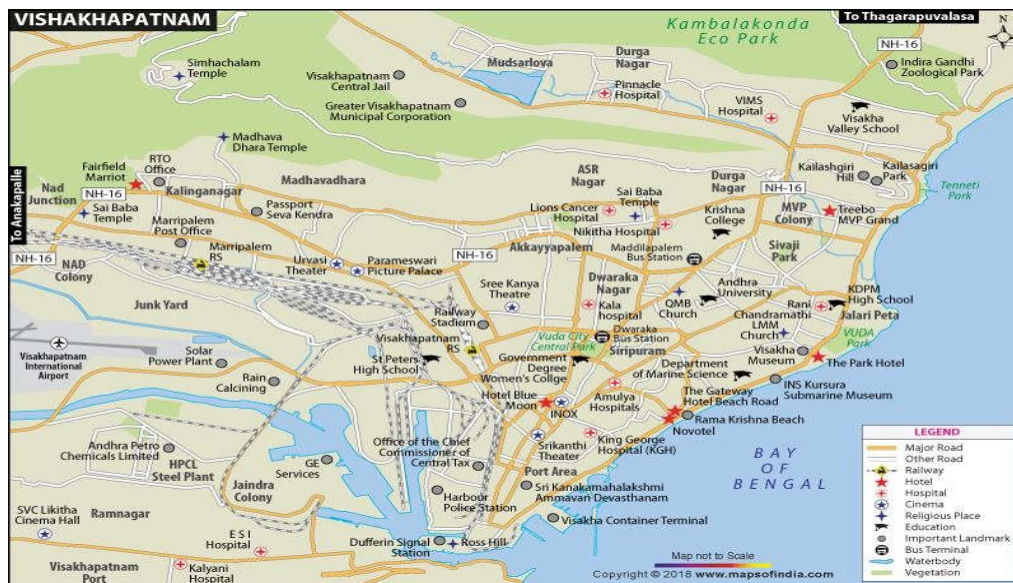 VISHAKHAPATNAM
To Thagarapuvalasa
N
Kambalakonda
Eco Park
NH-16
Indira Gandhi
Zoological Park
Simhachalam
Temple
Visakhapatnam
Central Jail
Mudsarlova
Durga
Nagar
Pinnacle
Hospital
Greater Visakhapatnam
Municipal Corporation
VIMS
Hospital
Visakha
Valley School
Madhava
Dhara Temple
Fairfield
Marriot
RTO
Office
Kalinganagar
Madhavadhara
ASR
Nagar
Durga
Nagar
Kailashgiri
Hill
Kailasagiri
Park
Tenneti
Park
Nad
Junction
NH-16
Sai Baba
Temple
Passport
Seva Kendra
Lions Cancer
Hospital
Sai Baba
Temple
Nikitha Hospital
Krishna
College
NH-16
MVP
Colony
Treebo
MVP Grand
To Anakapalle
Marripalem
Post Office
Marripalem
RS
NH-16
NAD
Colony
Urvasi
Theater
Parameswari
Picture Palace
NH-16
Akkayyapalem
Maddilapalem
Bus Station
Sivaji
Park
Junk Yard
Sree Kanya
Theatre
Dwaraka
Nagar
Kala
hospital
QMB
Church
Andhra
University
Rani
Chandramathi
KDPM
High School
Jalari Peta
LMM
Church
VUDA
Park
Railway
Stadium
Vuda City
Central Park
Dwaraka
Bus Station
Siripuram
Visakha
Museum
The Park Hotel
Visakhapatnam
International
Airport
Solar
Power Plant
Visakhapatnam
RS
St Peters
High School
Government
Degree
Women's Collge
Department
of Marine Science
INS Kursura
Submarine Museum
Rain
Calcining
Hotel Blue
Moon
INOX
Amulya
Hospitals
The Gateway
Hotel Beach Road
Rama Krishna Beach
Novotel
Andhra Petro
Chemicals Limited
HPCL
Steel Plant
GE
Services
Office of the Chief
Commissioner of
Central Tax
Srikanthi
Theater
King George
Hospital (KGH)
BAY
OF
BENGAL
Jaindra
Colony
Port Area
Sri Kanakamahalakshmi
Ammavari Devasthanam
Harbour
Police Station
SVC Likitha
Cinema Hall
Ramnagar
E S I
Hospital
Visakha Container Terminal
Dufferin Signal
Station
Ross Hill
Visakhapatnam
Port
Kalyani
Hospital
LEGEND
Major Road
Other Road
Railway
Hotel
Hospital
Cinema
Religious Place
Education
Important Landmark
Bus Terminal
Waterbody
Vegetation
Map not to Scale
Copyright © 2018 www.mapsofindia.com